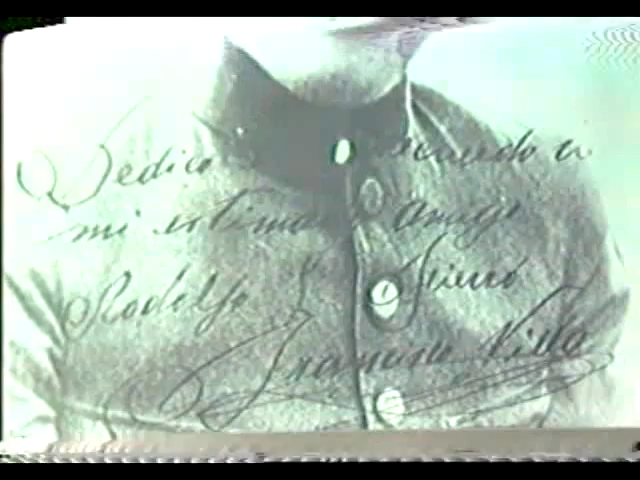 Dedico recuerdo a
mi estimado amigo
Rodolfo L. Fierro
Francisco Villa